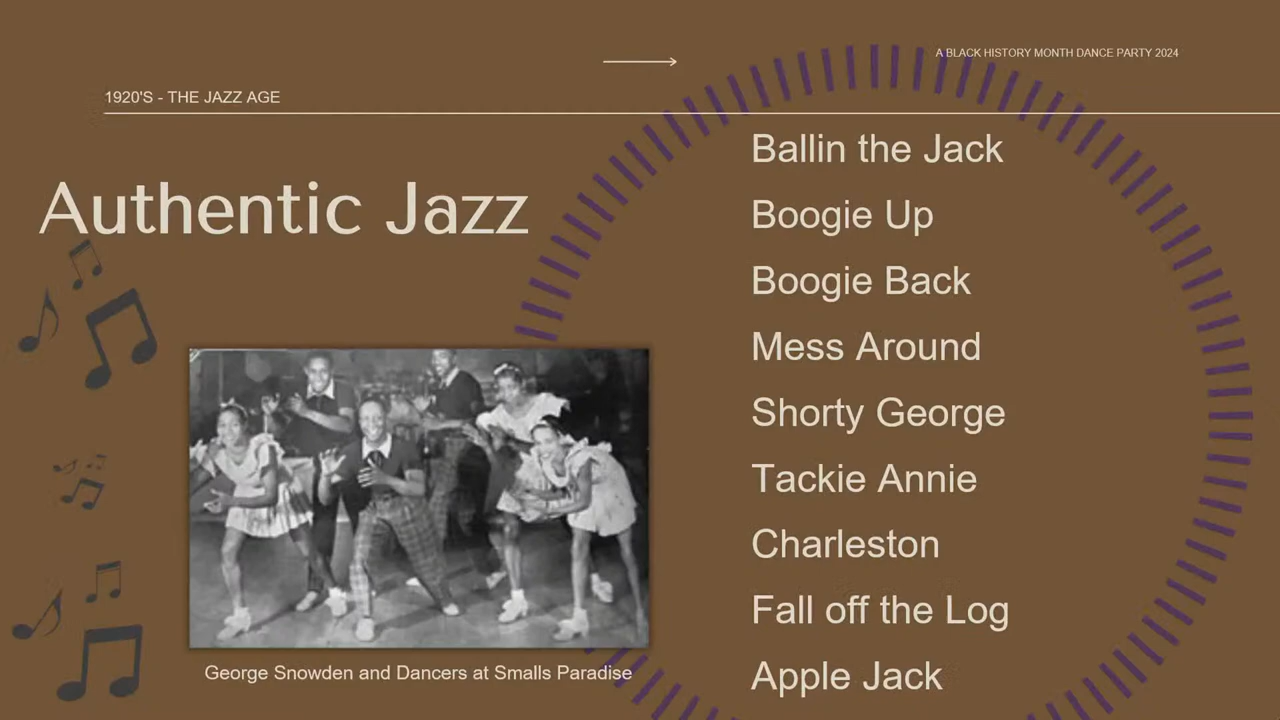 A BLACK HISTORY MONTH DANCE PARTY 2024
1920'S - THE JAZZ AGE
Authentic Jazz
George Snowden and Dancers at Smalls Paradise
Ballin the Jack
Boogie Up
Boogie Back
Mess Around
Shorty George
Tackie Annie
Charleston
Fall off the Log
Apple Jack